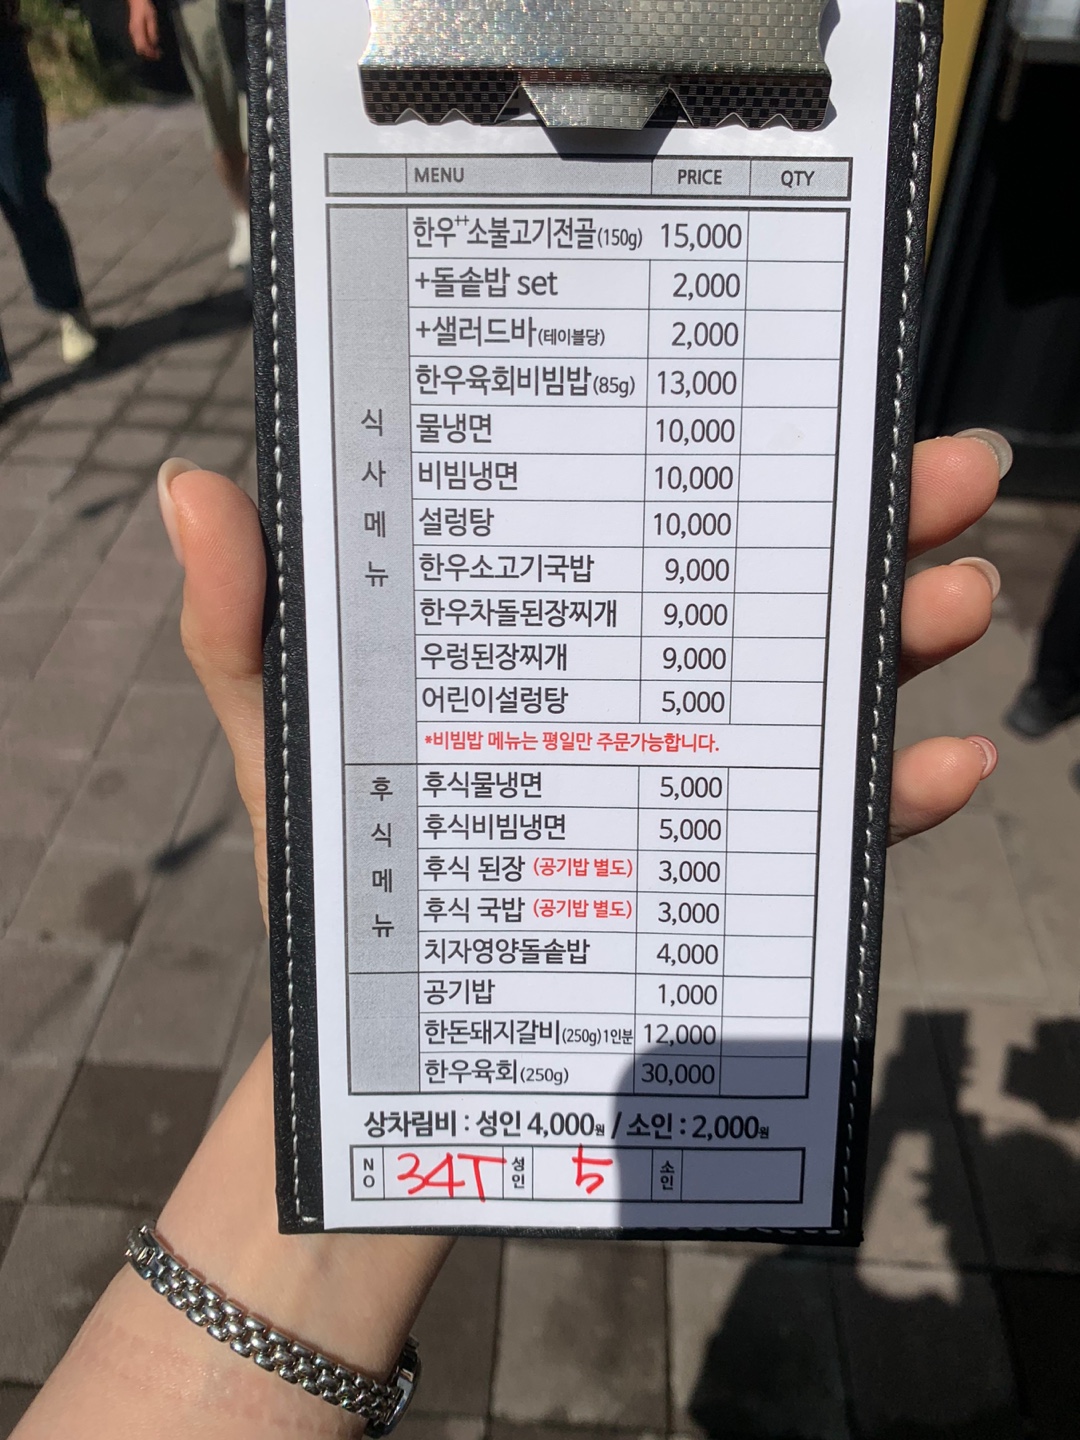 MENU PRICE QTY
식사메뉴
한우++소불고기전골(150g) 15,000
+돌솥밥 set 2,000
+샐러드바(테이블당) 2,000
한우육회비빔밥(85g) 13,000
물냉면 10,000
비빔냉면 10,000
설렁탕 10,000
한우소고기국밥 9,000
한우차돌된장찌개 9,000
우렁된장찌개 9,000
어린이설렁탕 5,000
*비빔밥 메뉴는 평일만 주문가능합니다.
후식메뉴
후식물냉면 5,000
후식비빔냉면 5,000
후식 된장 (공기밥 별도) 3,000
후식 국밥 (공기밥 별도) 3,000
치자영양돌솥밥 4,000
공기밥 1,000
한돈돼지갈비(250g)1인분 12,000
한우육회(250g) 30,000
상차림비 : 성인 4,000원 / 소인 : 2,000원
NO 34T 성인 5 소인